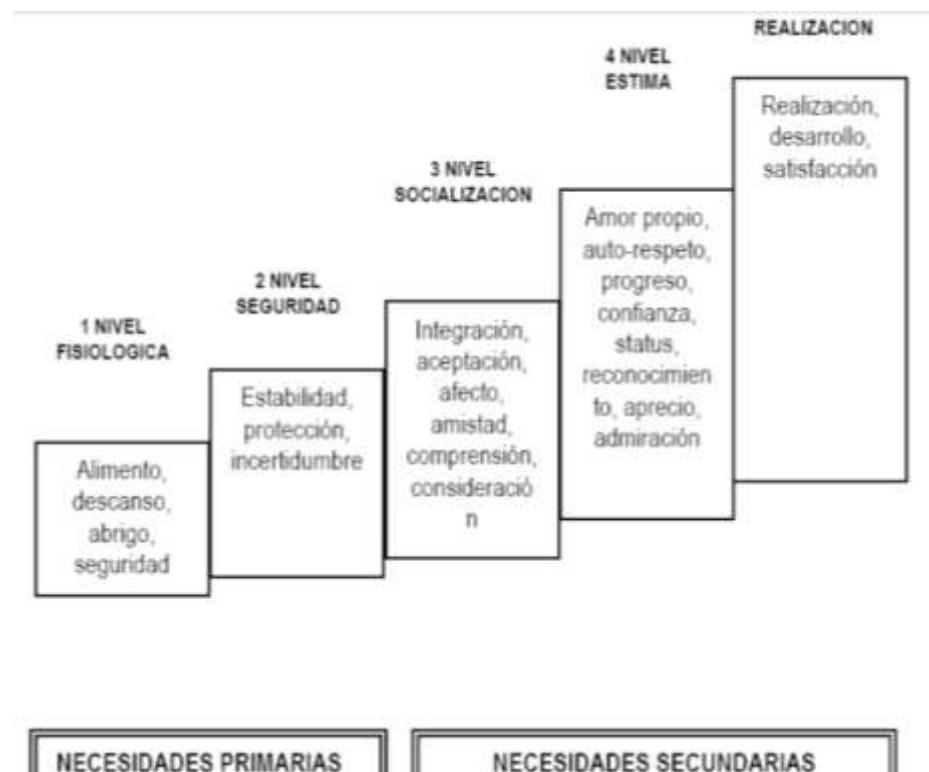 REALIZACION
4 NIVEL
ESTIMA
Realización,
desarrollo,
satisfacción
3 NIVEL
SOCIALIZACION
Amor propio,
auto-respeto,
progreso,
confianza,
status,
reconocimien
to, aprecio,
admiración
2 NIVEL
SEGURIDAD
Integración,
aceptación,
afecto,
amistad,
comprensión,
consideració
n
1 NIVEL
FISIOLOGICA
Estabilidad,
protección,
incertidumbre
Alimento,
descanso,
abrigo,
seguridad
NECESIDADES PRIMARIAS
NECESIDADES SECUNDARIAS